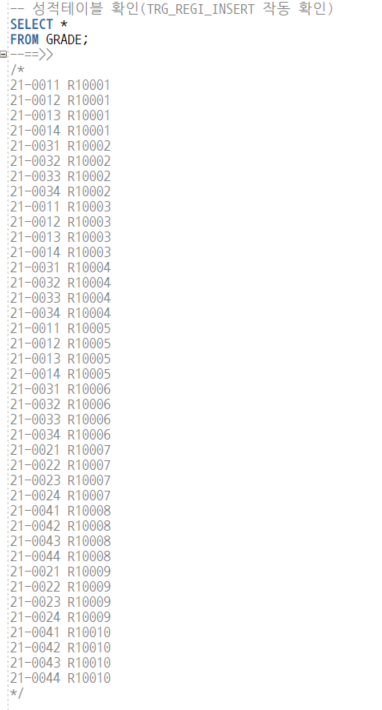 -- 성적테이블 확인(TRG_REGI_INSERT 작동 확인)
SELECT *
FROM GRADE;
--==>>
/*
21-0011 R10001
21-0012 R10001
21-0013 R10001
21-0014 R10001
21-0031 R10002
21-0032 R10002
21-0033 R10002
21-0034 R10002
21-0011 R10003
21-0012 R10003
21-0013 R10003
21-0014 R10003
21-0031 R10004
21-0032 R10004
21-0033 R10004
21-0034 R10004
21-0011 R10005
21-0012 R10005
21-0013 R10005
21-0014 R10005
21-0031 R10006
21-0032 R10006
21-0033 R10006
21-0034 R10006
21-0021 R10007
21-0022 R10007
21-0023 R10007
21-0024 R10007
21-0041 R10008
21-0042 R10008
21-0043 R10008
21-0044 R10008
21-0021 R10009
21-0022 R10009
21-0023 R10009
21-0024 R10009
21-0041 R10010
21-0042 R10010
21-0043 R10010
21-0044 R10010
*/